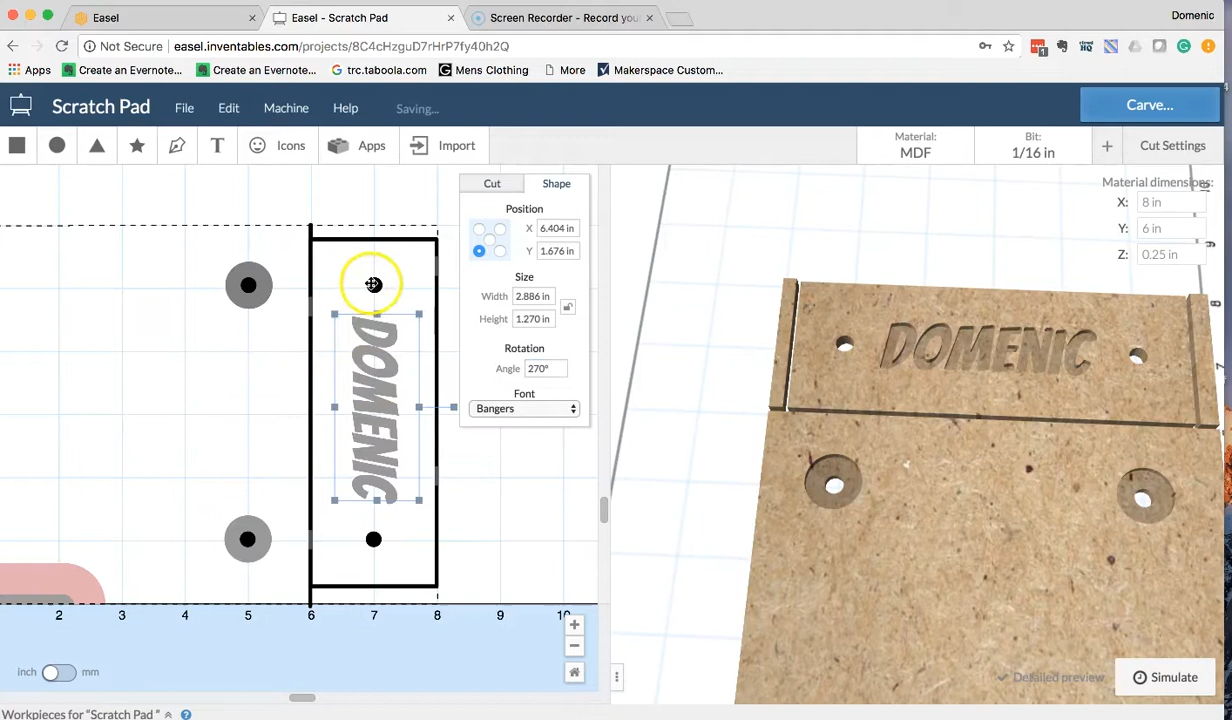 Easel
Easel - Scratch Pad
Screen Recorder - Record you
Domenic
Not Secure
easel.inventables.com/projects/8C4cHzguD7rHrP7fy40h2Q
Apps
Create an Evernote...
Create an Evernote...
trc.taboola.com
Mens Clothing
More
Makerspace Custom...
Scratch Pad
File
Edit
Machine
Help
Saving...
Carve...
T
Icons
Apps
Import
Material:
MDF
Bit:
1/16 in
+
Cut Settings
Cut
Shape
Position
X 6.404 in
Y 1.676 in
Size
Width 2.886 in
Height 1.270 in
Rotation
Angle 270°
Font
Bangers
Material dimensions:
X: 8 in
Y: 6 in
Z: 0.25 in
DOMENIC
DOMENIC
2 3 4 5 6 7 8 9 10
inch mm
Detailed preview
Simulate
Workpieces for "Scratch Pad "